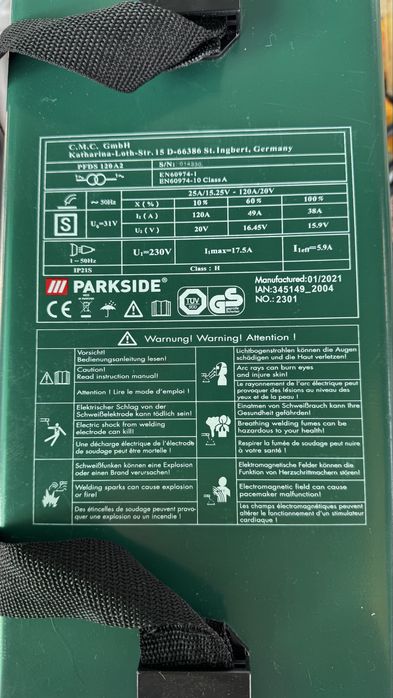 C.M.C. GmbH
Katharina-Loth-Str. 15 D-66386 St. Ingbert, Germany
PFDS 120 A2 S/N:
EN60974-1
EN60974-10 Class A
25A/15.25V - 120A/20V
~ 50Hz X (%) 10% 60% 100%
S U₀=31V I₂ (A) 120A 49A 38A
U₂ (V) 20V 16.45V 15.9V
1 ~ 50Hz U₁=230V I₁max=17.5A I₁eff=5.9A
IP21S Class : H
PARKSIDE®
Manufactured:01/2021
IAN:345149_2004
NO.: 2301
CE TÜV GS
Warnung! Warning! Attention !
Vorsicht!
Bedienungsanleitung lesen!
Caution!
Read instruction manual!
Attention ! Lire le mode d'emploi !
Elektrischer Schlag von der
Schweißelektrode kann tödlich sein!
Electric shock from welding
electrode can kill!
Une décharge électrique de l'électrode
de soudage peut être mortelle !
Schweißfunken können eine Explosion
oder einen Brand verursachen!
Welding sparks can cause explosion
or fire!
Des étincelles de soudage peuvent provo-
quer une explosion ou un incendie !
Lichtbogenstrahlen können die Augen
schädigen und die Haut verletzen!
Arc rays can burn eyes
and injure skin!
Le rayonnement de l'arc électrique peut
provoquer des lésions au niveau des
yeux et de la peau !
Einatmen von Schweißrauch kann Ihre
Gesundheit gefährden!
Breathing welding fumes can be
hazardous to your health!
Respirer la fumée de soudage peut nuire
à votre santé !
Elektromagnetische Felder können die
Funktion von Herzschrittmachern stören!
Electromagnetic field can cause
pacemaker malfunction!
Les champs électromagnétiques peuvent
altérer le fonctionnement d'un stimulateur
cardiaque !